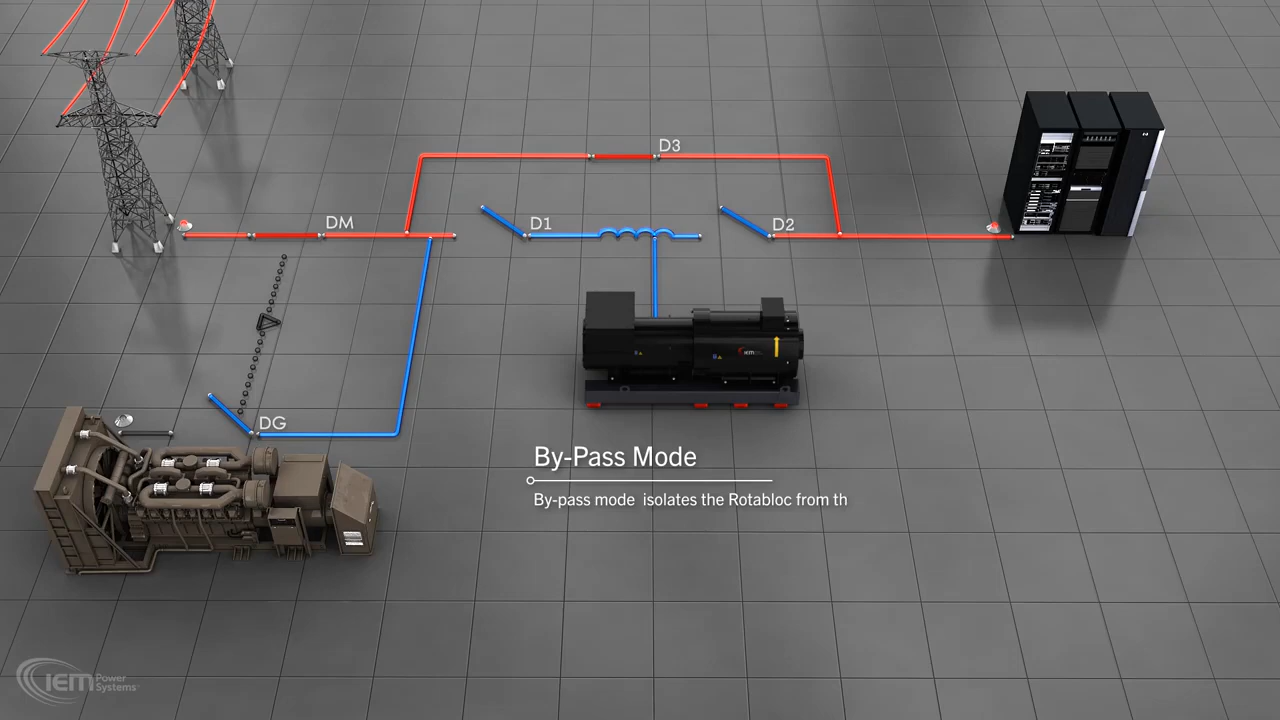 D3
DM
D1
D2
DG
By-Pass Mode
By-pass mode isolates the Rotabloc from th
IEM Power
Systems